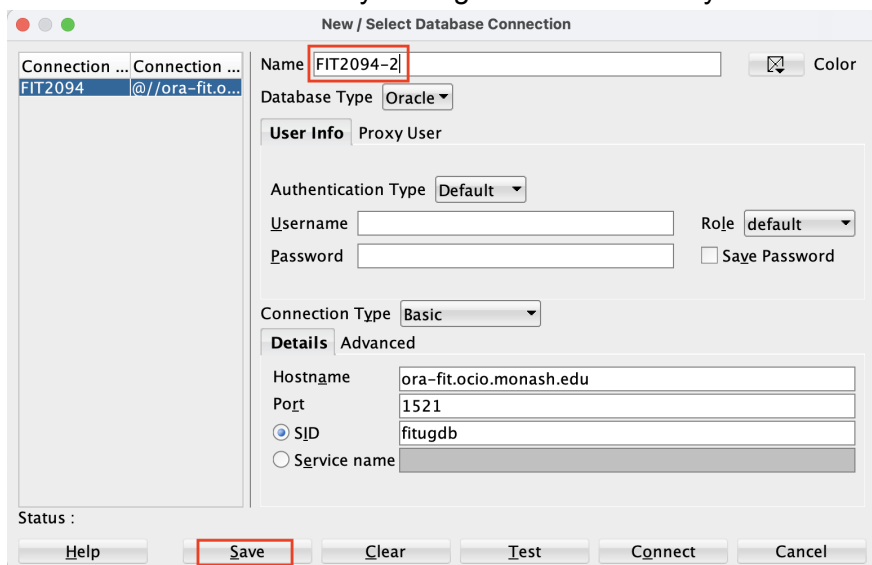 New / Select Database Connection
Connection ... Connection ...
FIT2094 @//ora-fit.o...
Name FIT2094-2 Color
Database Type Oracle
User Info Proxy User
Authentication Type Default
Username Role default
Password Save Password
Connection Type Basic
Details Advanced
Hostname ora-fit.ocio.monash.edu
Port 1521
SID fitugdb
Service name
Status :
Help Save Clear Test Connect Cancel